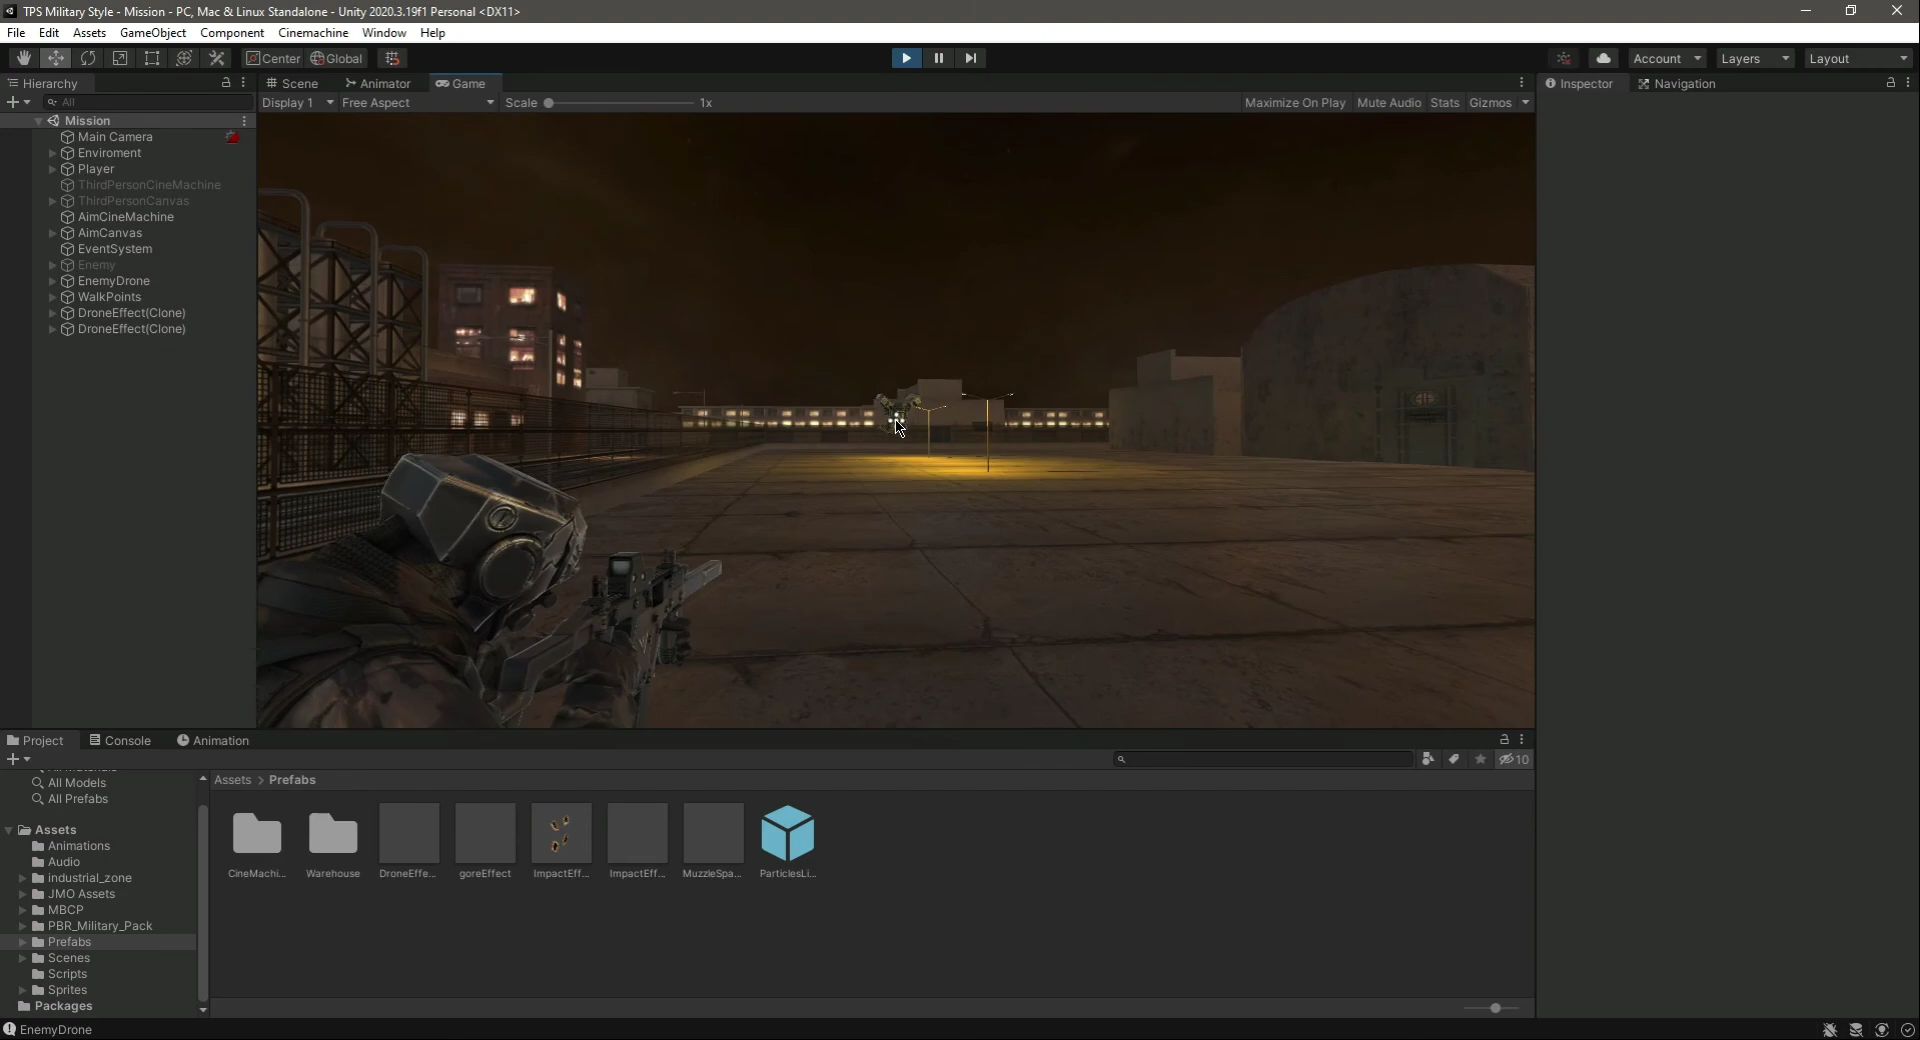 TPS Military Style - Mission - PC, Mac & Linux Standalone - Unity 2020.3.19f1 Personal <DX11>
File Edit Assets GameObject Component Cinemachine Window Help
Center Global Account Layers Layout
Hierarchy
All
Mission
Main Camera
Enviroment
Player
ThirdPersonCineMachine
ThirdPersonCanvas
AimCineMachine
AimCanvas
EventSystem
Enemy
EnemyDrone
WalkPoints
DroneEffect(Clone)
DroneEffect(Clone)
Scene Animator Game
Display 1 Free Aspect Scale 1x Maximize On Play Mute Audio Stats Gizmos
Inspector Navigation
Project Console Animation
10
All Models
All Prefabs
Assets
Animations
Audio
industrial_zone
JMO Assets
MBCP
PBR_Military_Pack
Prefabs
Scenes
Scripts
Sprites
Packages
Assets > Prefabs
CineMachi... Warehouse DroneEffe... goreEffect ImpactEff... ImpactEff... MuzzleSpa... ParticlesLi...
EnemyDrone